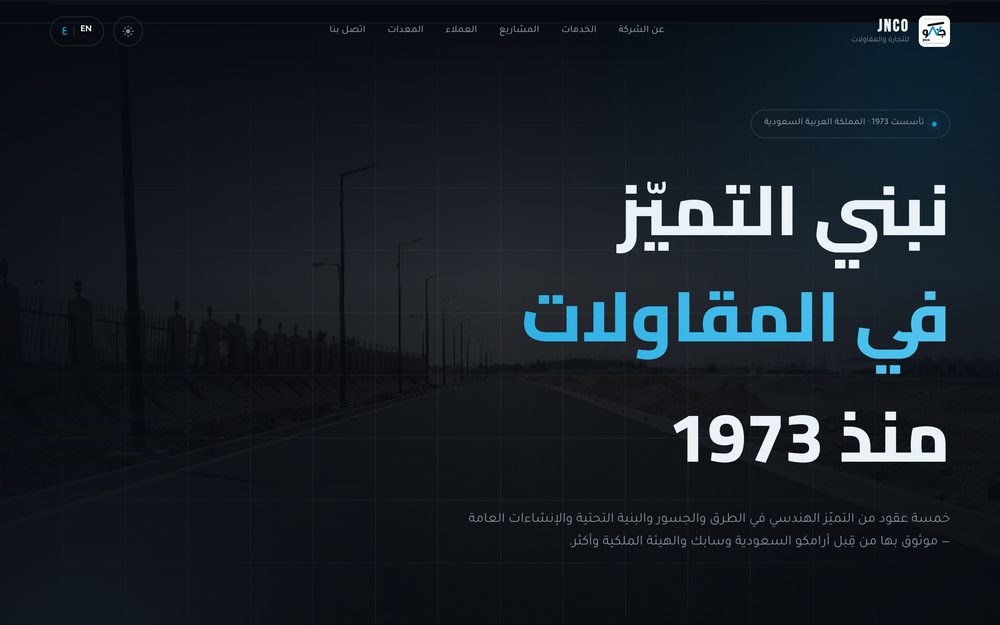 JNCO
للتجارة والمقاولات
جنكو
jnco
عن الشركة
الخدمات
المشاريع
العملاء
المعدات
اتصل بنا
EN
ع
تأسست 1973 · المملكة العربية السعودية
نبني التميّز
في المقاولات
منذ 1973
خمسة عقود من التميّز الهندسي في الطرق والجسور والبنية التحتية والإنشاءات العامة
– موثوق بها من قِبل أرامكو السعودية وسابك والهيئة الملكية وأكثر.